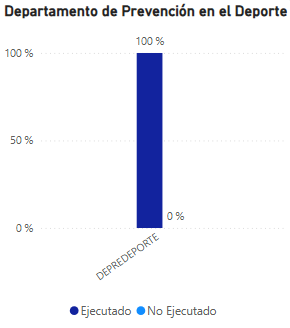 Departamento de Prevención en el Deporte
100 %
100 %
50 %
0 %
0 %
DEPREDEPORTE
Ejecutado No Ejecutado